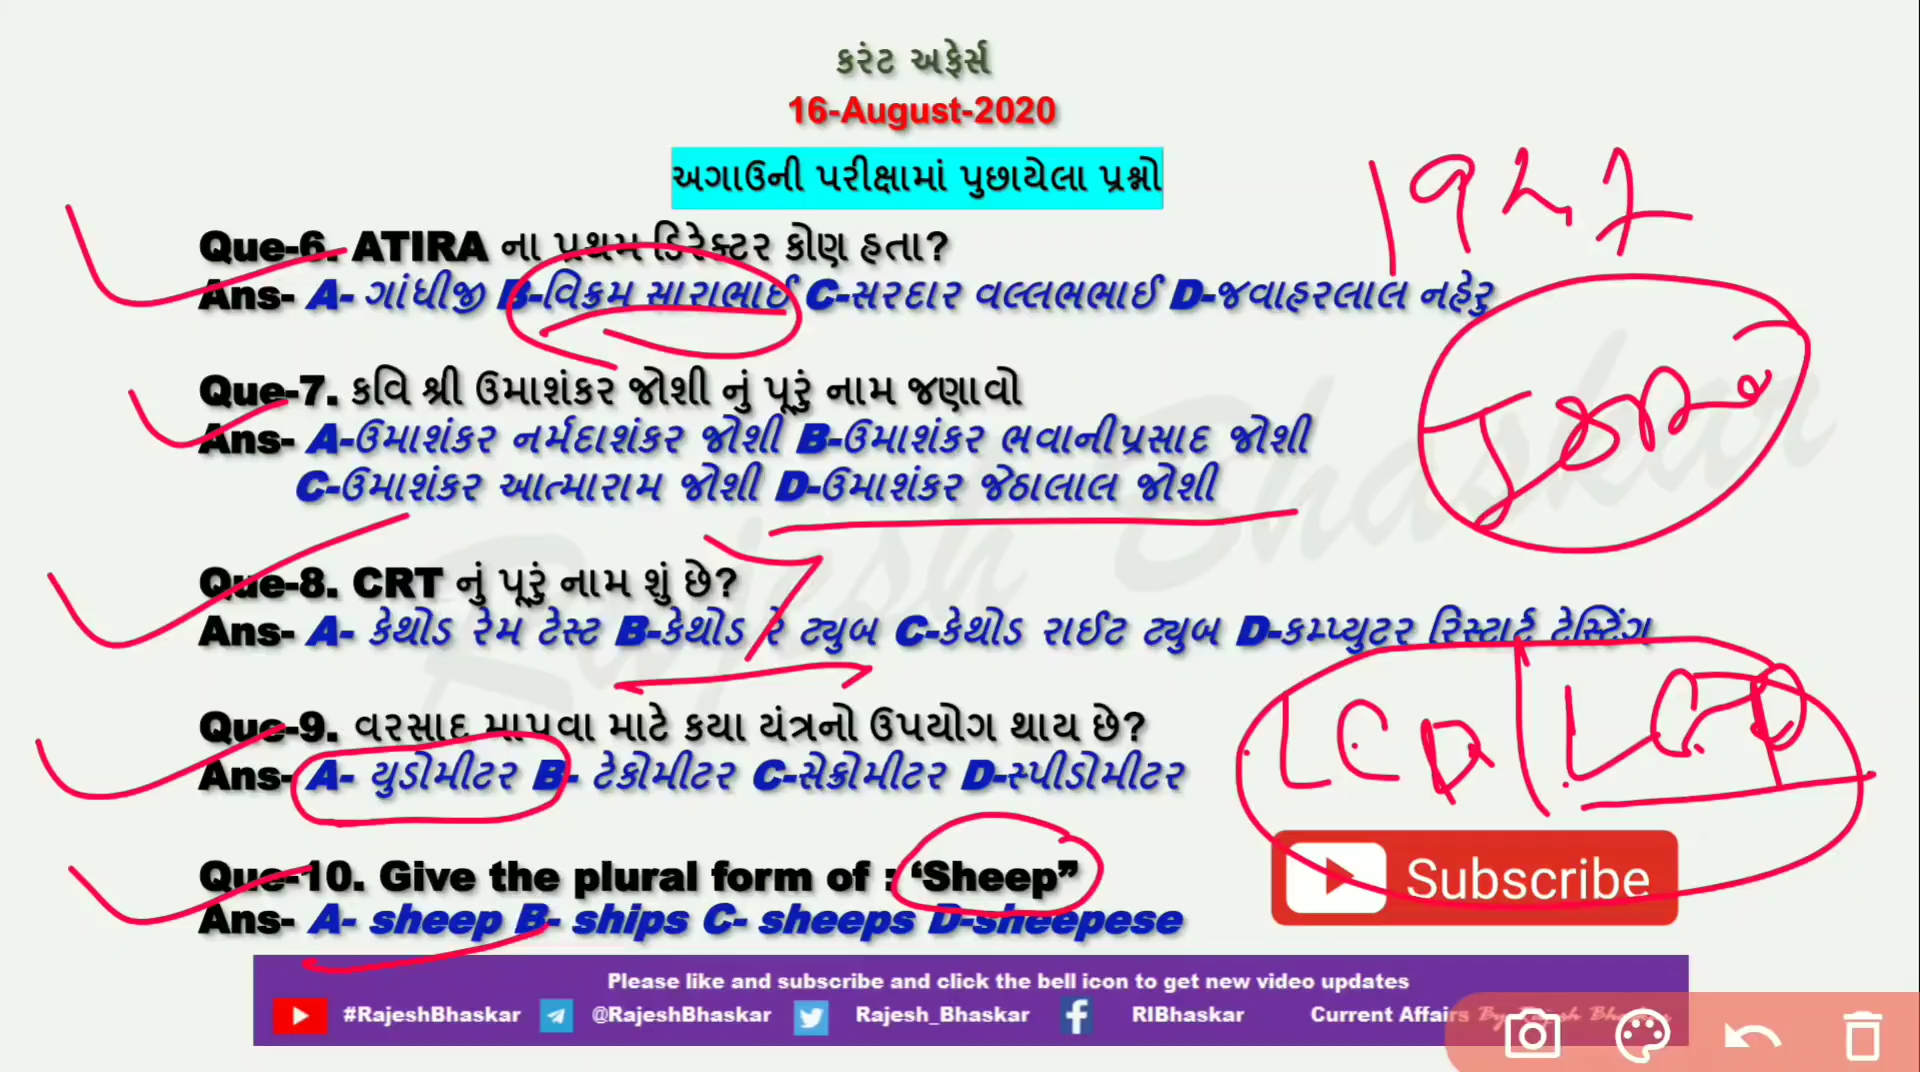 કરંટ અફેર્સ
16-August-2020
અગાઉની પરીક્ષામાં પુછાયેલા પ્રશ્નો
1947
Que-6. ATIRA ના પ્રથમ ડિરેક્ટર કોણ હતા?
Ans- A- ગાંધીજી B-વિક્રમ સારાભાઈ C-સરદાર વલ્લભભાઈ D-જવાહરલાલ નહેરુ
Que-7. કવિ શ્રી ઉમાશંકર જોશી નું પૂરું નામ જણાવો
Ans- A-ઉમાશંકર નર્મદાશંકર જોશી B-ઉમાશંકર ભવાનીપ્રસાદ જોશી
C-ઉમાશંકર આત્મારામ જોશી D-ઉમાશંકર જેઠાલાલ જોશી
Rajesh Bhaskar
Que-8. CRT નું પૂરું નામ શું છે?
Ans- A- કેથોડ રેમ ટેસ્ટ B-કેથોડ રે ટ્યુબ C-કેથોડ રાઈટ ટ્યુબ D-કમ્પ્યુટર રિસ્ટાર્ટ ટેસ્ટિંગ
LCD | LED
Que-9. વરસાદ માપવા માટે કયા યંત્રનો ઉપયોગ થાય છે?
Ans- A- યુડોમીટર B- ટેકોમીટર C-સેક્રોમીટર D-સ્પીડોમીટર
Que-10. Give the plural form of : ‘Sheep”
Ans- A- sheep B- ships C- sheeps D-sheepese
Subscribe
Please like and subscribe and click the bell icon to get new video updates
#RajeshBhaskar @RajeshBhaskar Rajesh_Bhaskar RIBhaskar Current Affairs By Rajesh Bhaskar